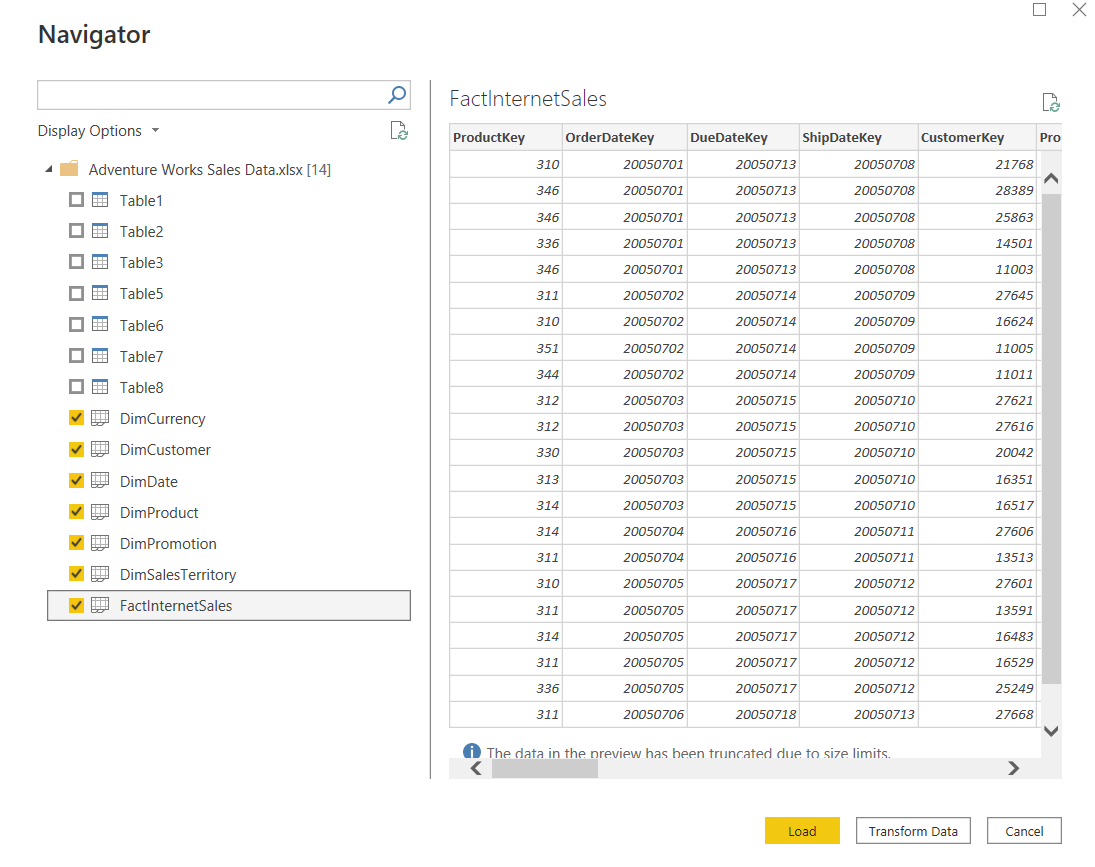 Navigator
Display Options
Adventure Works Sales Data.xlsx [14]
Table1
Table2
Table3
Table5
Table6
Table7
Table8
DimCurrency
DimCustomer
DimDate
DimProduct
DimPromotion
DimSalesTerritory
FactInternetSales
FactInternetSales
ProductKey OrderDateKey DueDateKey ShipDateKey CustomerKey Pro
310 20050701 20050713 20050708 21768
346 20050701 20050713 20050708 28389
346 20050701 20050713 20050708 25863
336 20050701 20050713 20050708 14501
346 20050701 20050713 20050708 11003
311 20050702 20050714 20050709 27645
310 20050702 20050714 20050709 16624
351 20050702 20050714 20050709 11005
344 20050702 20050714 20050709 11011
312 20050703 20050715 20050710 27621
312 20050703 20050715 20050710 27616
330 20050703 20050715 20050710 20042
313 20050703 20050715 20050710 16351
314 20050703 20050715 20050710 16517
314 20050704 20050716 20050711 27606
311 20050704 20050716 20050711 13513
310 20050705 20050717 20050712 27601
311 20050705 20050717 20050712 13591
314 20050705 20050717 20050712 16483
311 20050705 20050717 20050712 16529
336 20050705 20050717 20050712 25249
311 20050706 20050718 20050713 27668
The data in the preview has been truncated due to size limits.
Load Transform Data Cancel